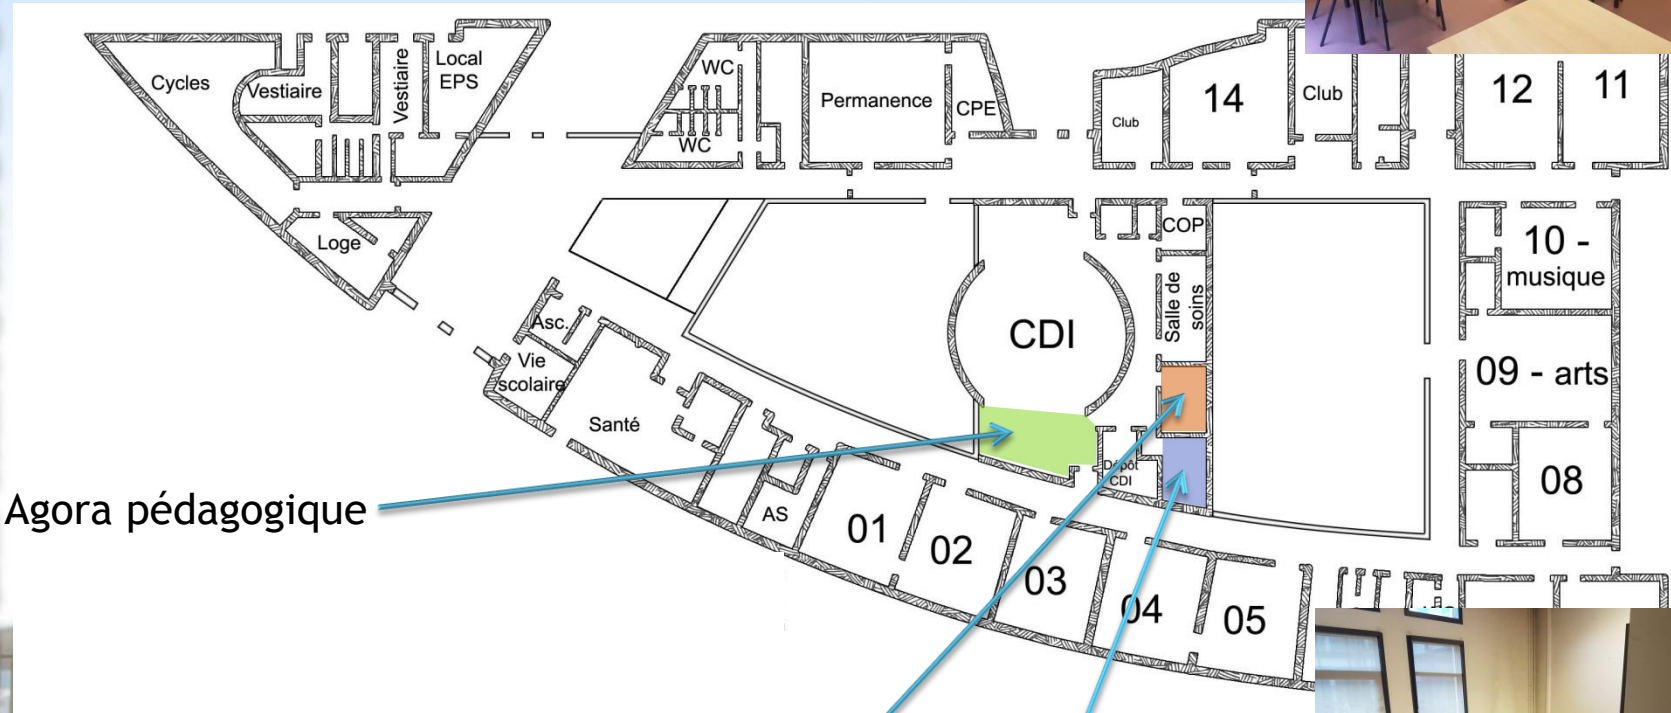 Cycles
Vestiaire
Vestiaire
Local
EPS
WC
WC
Permanence
CPE
Club
14
Club
12
11
Loge
COP
10 -
musique
Salle de
soins
CDI
Asc.
Vie
scolaire
Santé
09 - arts
Dépôt
CDI
08
Agora pédagogique
AS
01
02
03
04
05